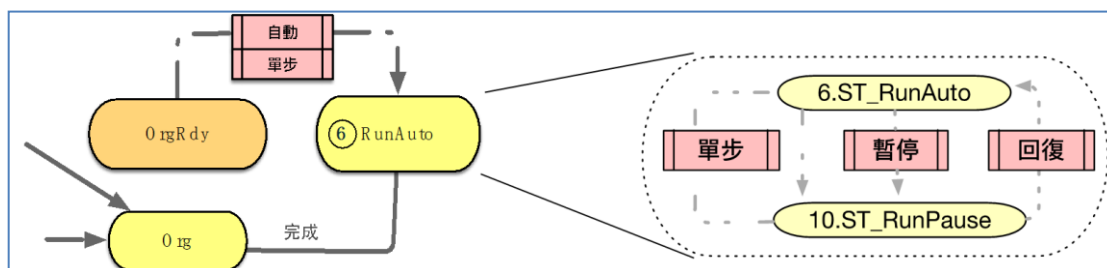 自動
單步
OrgRdy
6 RunAuto
Org
完成
6.ST_RunAuto
單步
暫停
回復
10.ST_RunPause